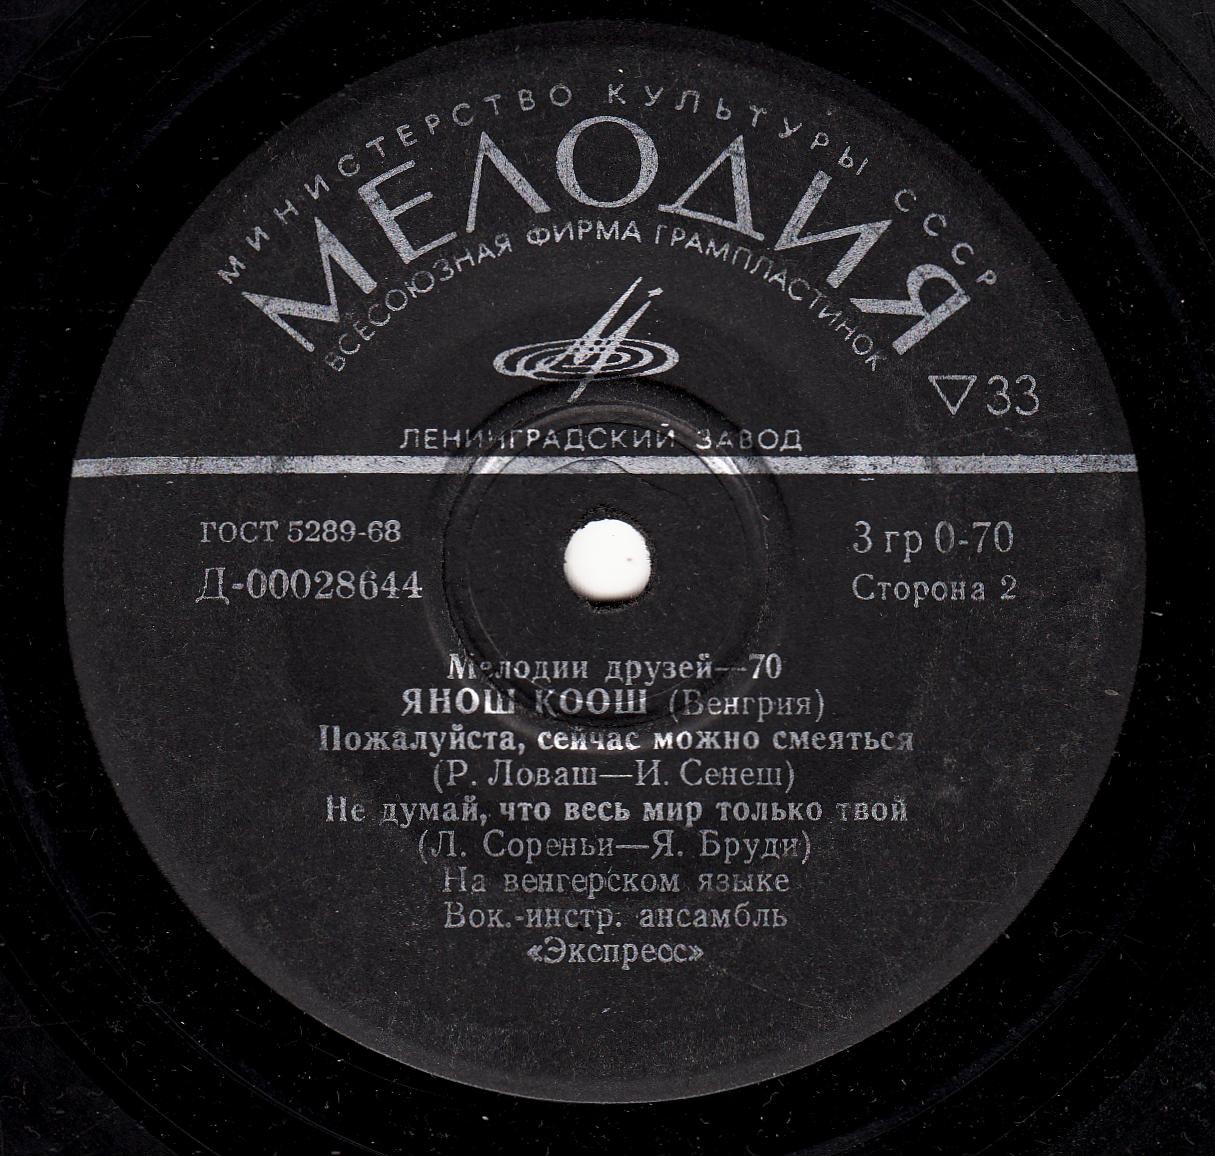 МИНИСТЕРСТВО КУЛЬТУРЫ СССР
МЕЛОДИЯ
ВСЕСОЮЗНАЯ ФИРМА ГРАМПЛАСТИНОК
33
ЛЕНИНГРАДСКИЙ ЗАВОД
ГОСТ 5289-68
3 гр 0-70
Д-00028644
Сторона 2
Мелодии друзей—70
ЯНОШ КООШ (Венгрия)
Пожалуйста, сейчас можно смеяться
(Р. Ловаш—И. Сенеш)
Не думай, что весь мир только твой
(Л. Сореньи—Я. Броди)
На венгерском языке
Вок.-инстр. ансамбль
«Экспресс»